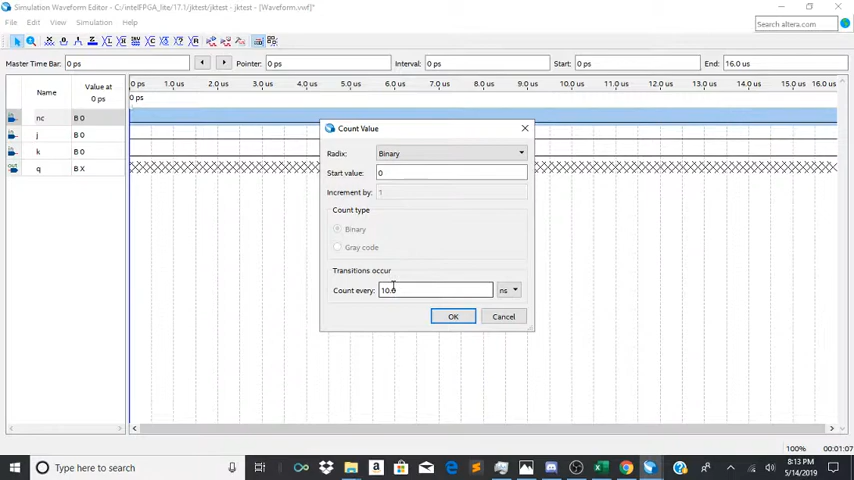 Simulation Waveform Editor - C:/intelFPGA_lite/17.1/jktest/jktest - jktest - [Waveform.vwf]*
File Edit View Simulation Help
Search altera.com
Master Time Bar: 0 ps Pointer: 0 ps Interval: 0 ps Start: 0 ps End: 16.0 us
Name Value at 0 ps
0 ps 1.0 us 2.0 us 3.0 us 4.0 us 5.0 us 6.0 us 7.0 us 8.0 us 9.0 us 10.0 us 11.0 us 12.0 us 13.0 us 14.0 us 15.0 us 16.0 us
0 ps
nc B 0
j B 0
k B 0
q B X
Count Value
Radix: Binary
Start value: 0
Increment by: 1
Count type
Binary
Gray code
Transitions occur
Count every: 10.0 ns
OK Cancel
100% 00:01:07
Type here to search
8:13 PM
5/14/2019